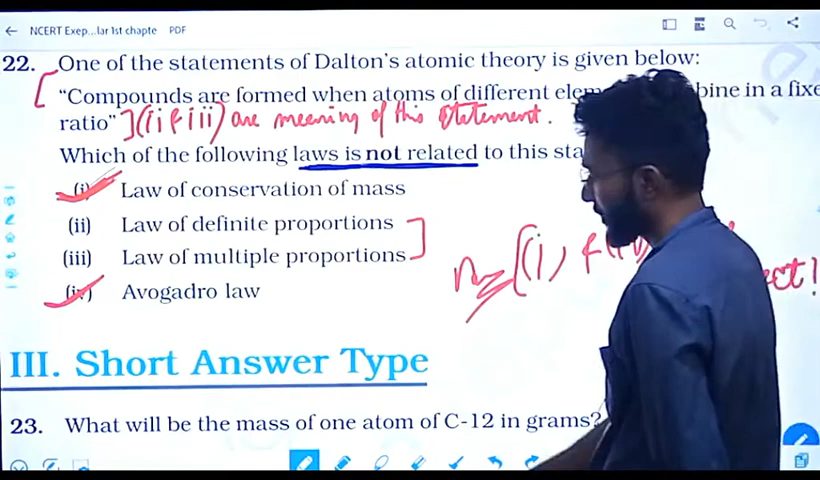 NCERT Exep...lar 1st chapte PDF
22. One of the statements of Dalton's atomic theory is given below:
"Compounds are formed when atoms of different bine in a fixe
ratio" ] (ii & iii) are meaning of this statement.
Which of the following laws is not related to this sta
(i) Law of conservation of mass
(ii) Law of definite proportions
(iii) Law of multiple proportions
(iv) Avogadro law
III. Short Answer Type
23. What will be the mass of one atom of C-12 in grams?